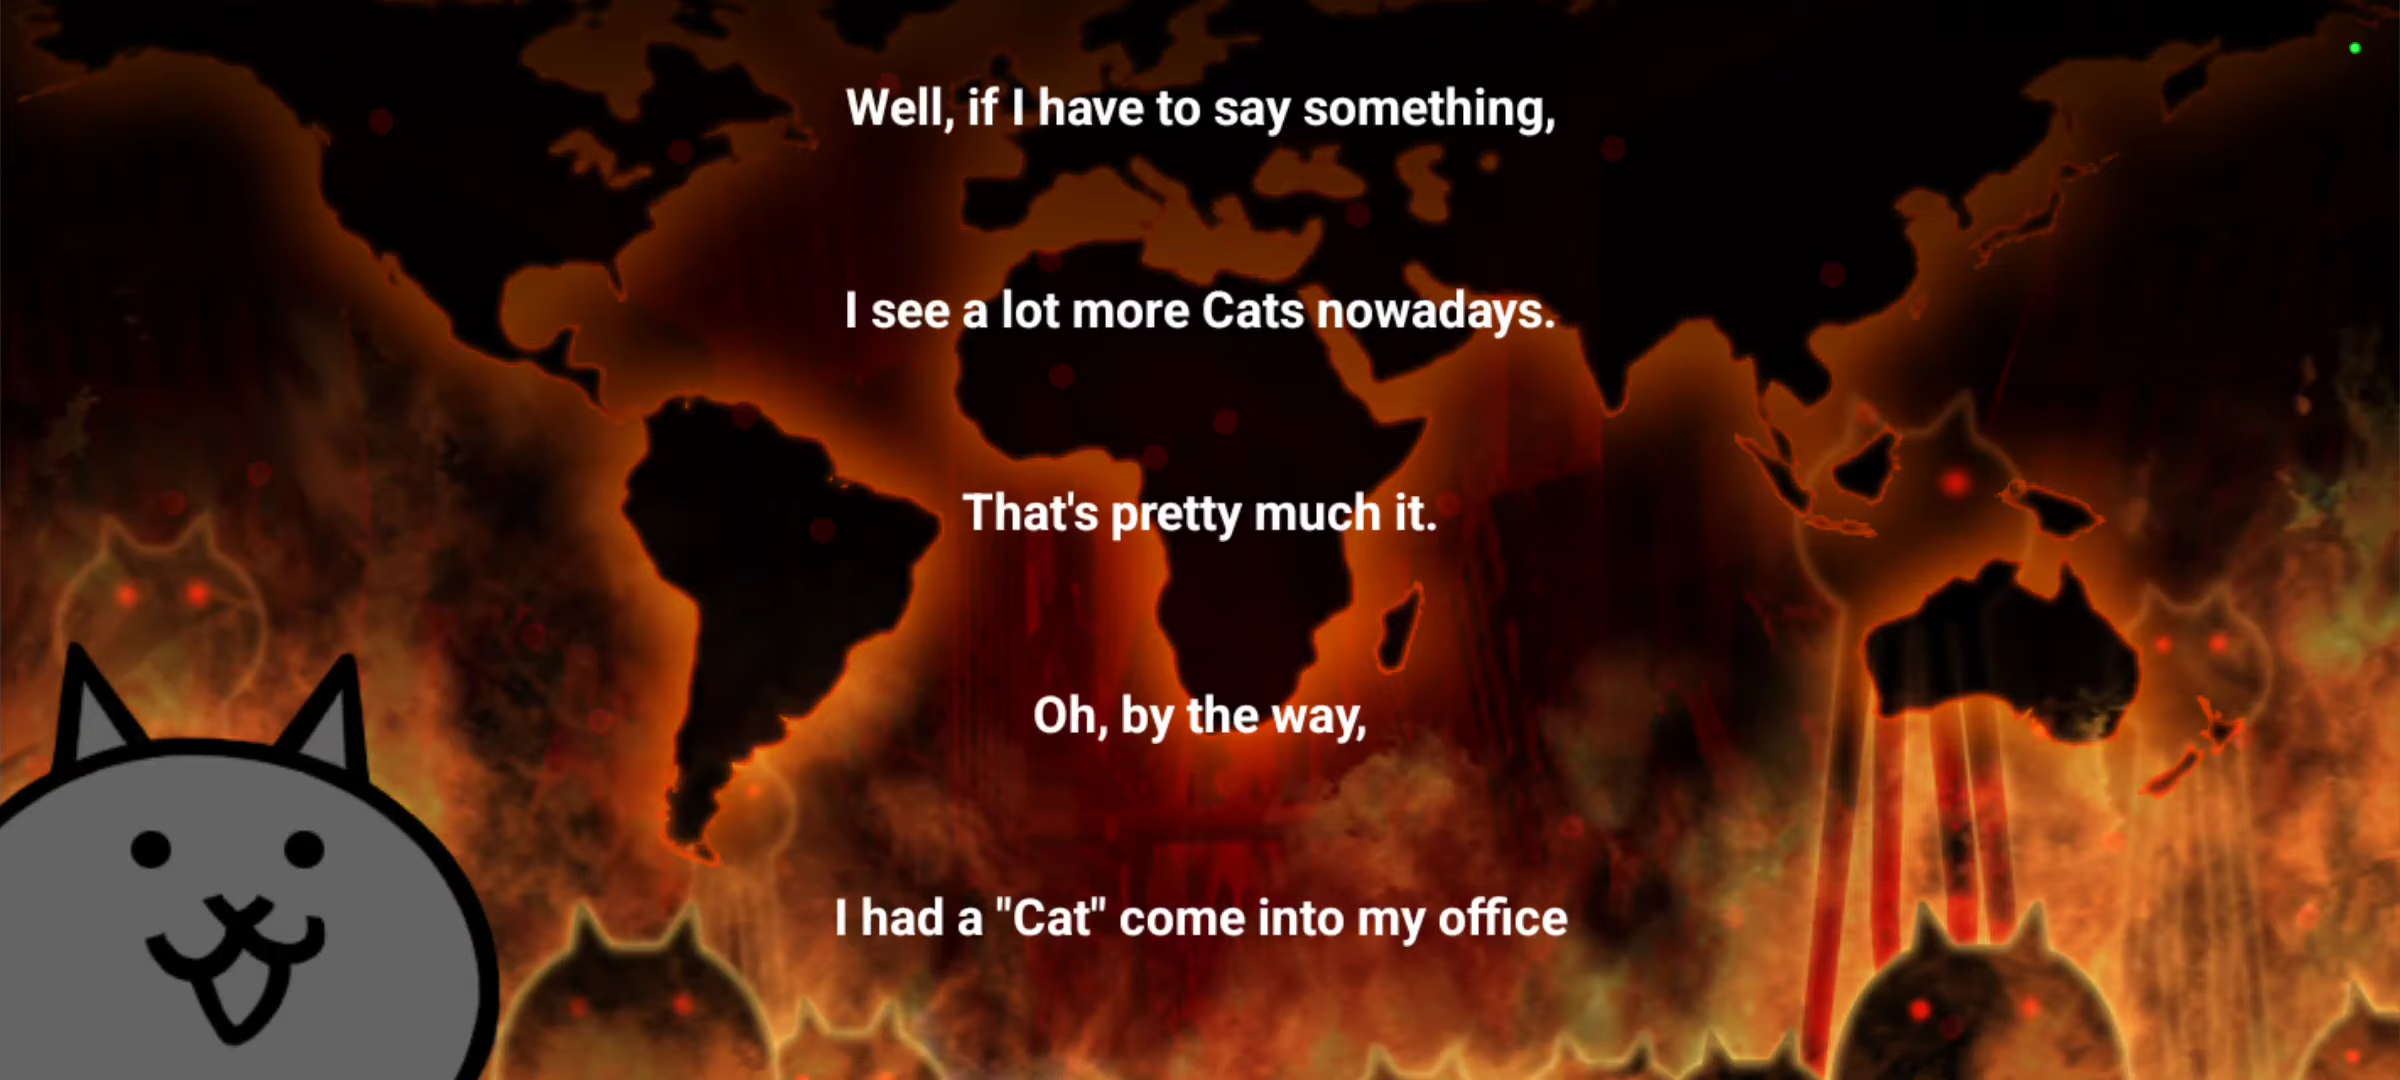 Well, if I have to say something,
I see a lot more Cats nowadays.
That's pretty much it.
Oh, by the way,
I had a "Cat" come into my office